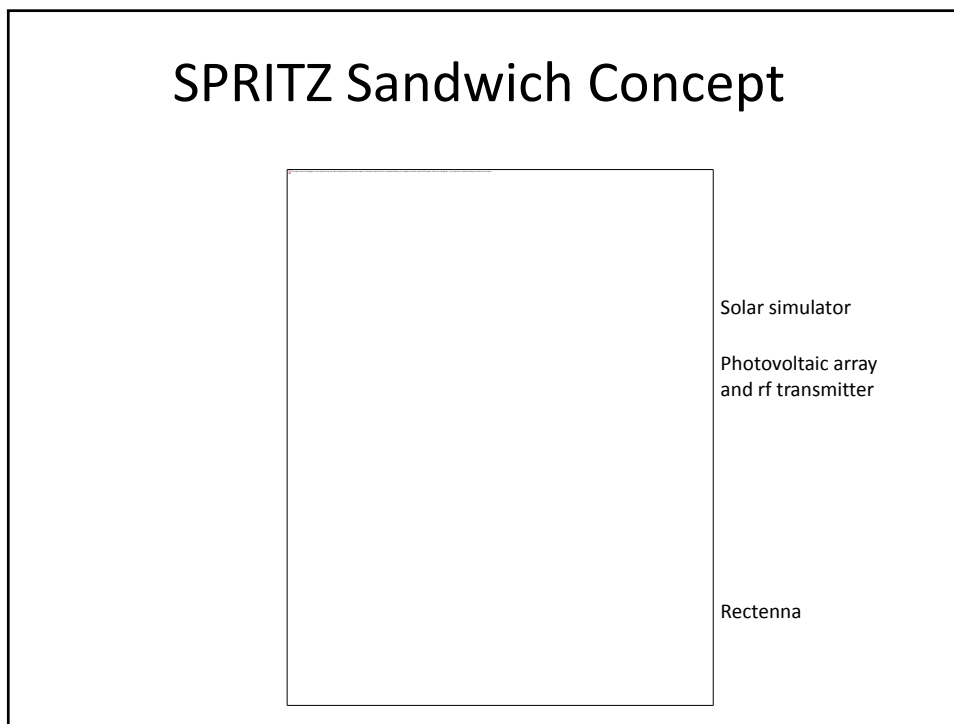 SPRITZ Sandwich Concept
Solar simulator
Photovoltaic array
and rf transmitter
Rectenna